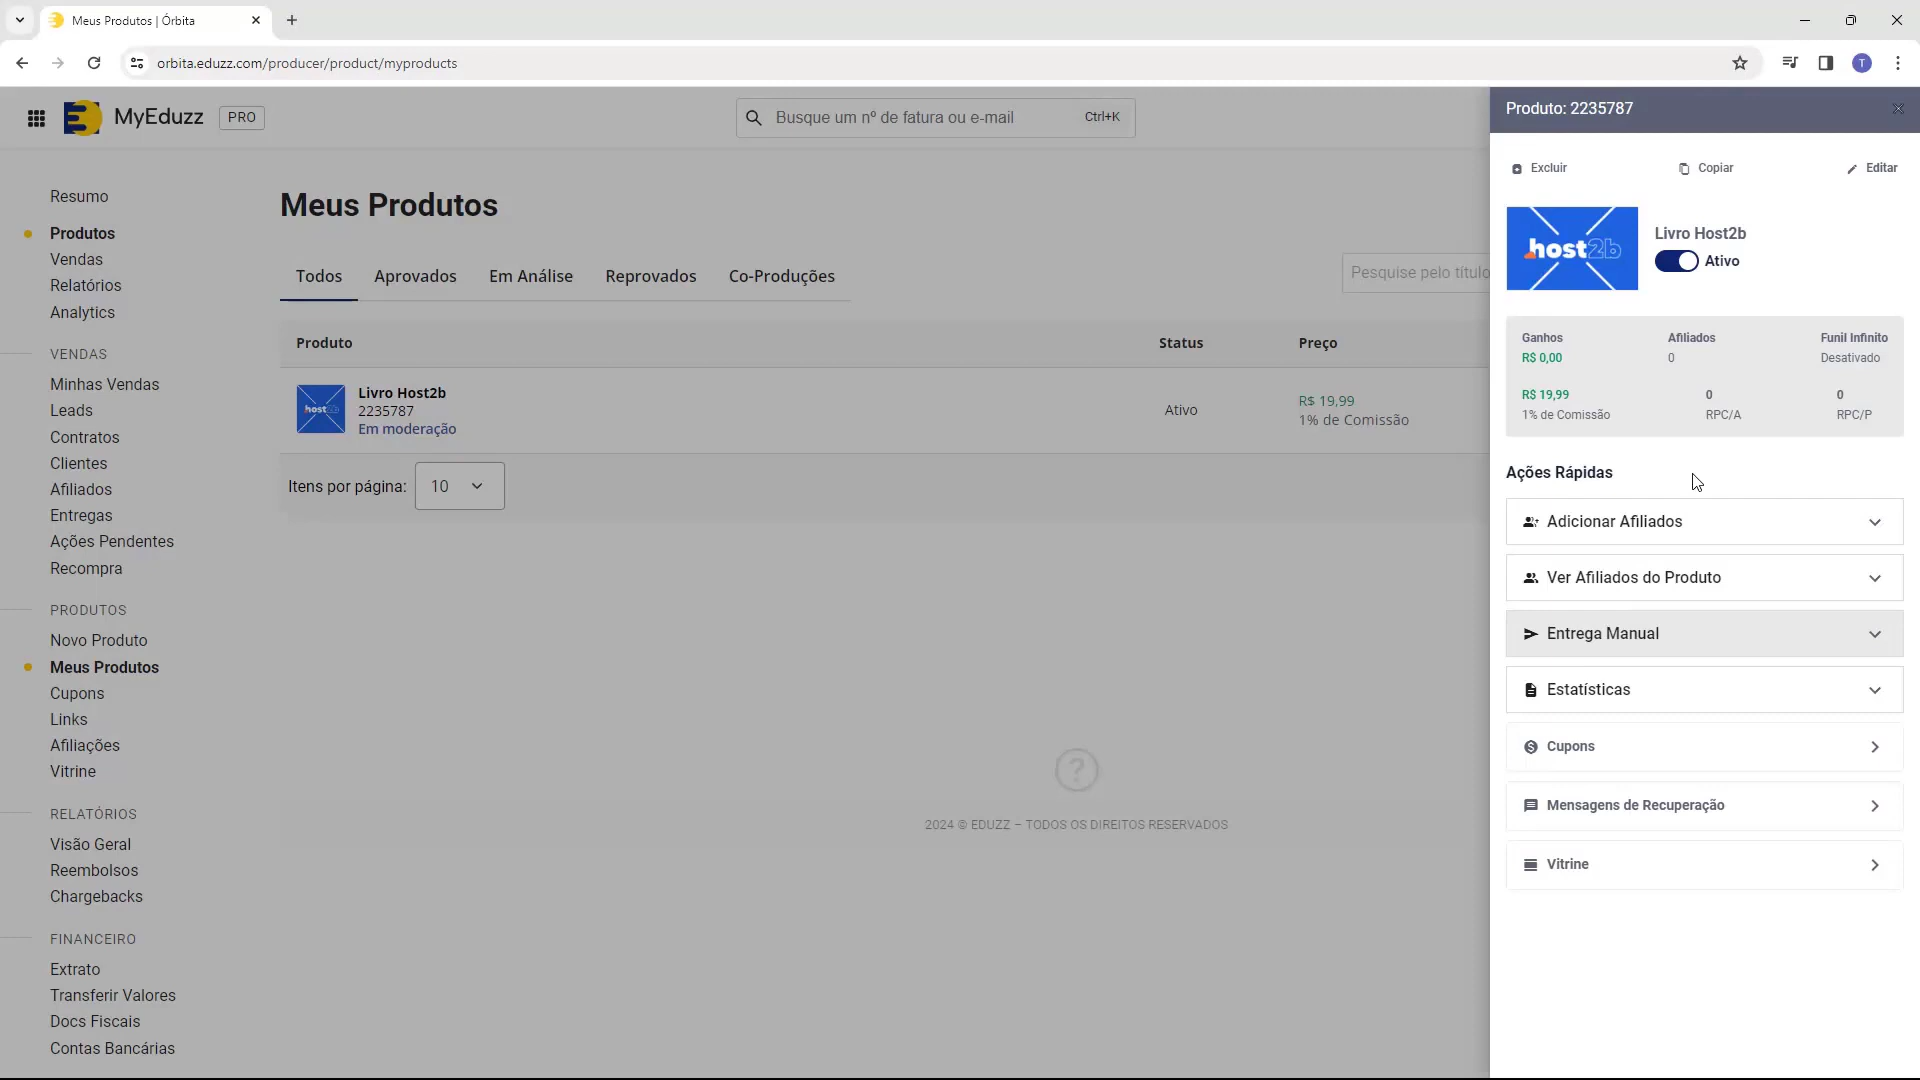 Meus Produtos | Órbita
orbita.eduzz.com/producer/product/myproducts
T
MyEduzz PRO
Busque um nº de fatura ou e-mail Ctrl+K
Resumo
Produtos
Vendas
Relatórios
Analytics
VENDAS
Minhas Vendas
Leads
Contratos
Clientes
Afiliados
Entregas
Ações Pendentes
Recompra
PRODUTOS
Novo Produto
Meus Produtos
Cupons
Links
Afiliações
Vitrine
RELATÓRIOS
Visão Geral
Reembolsos
Chargebacks
FINANCEIRO
Extrato
Transferir Valores
Docs Fiscais
Contas Bancárias
Meus Produtos
Todos Aprovados Em Análise Reprovados Co-Produções
Pesquise pelo título
Produto Status Preço
host2b
Livro Host2b
2235787
Em moderação
Ativo
R$ 19,99
1% de Comissão
Itens por página: 10
?
2024 © EDUZZ – TODOS OS DIREITOS RESERVADOS
Produto: 2235787
Excluir Copiar Editar
host2b
Livro Host2b
Ativo
Ganhos Afiliados Funil Infinito
R$ 0,00 0 Desativado
R$ 19,99 0 0
1% de Comissão RPC/A RPC/P
Ações Rápidas
Adicionar Afiliados
Ver Afiliados do Produto
Entrega Manual
Estatísticas
Cupons
Mensagens de Recuperação
Vitrine